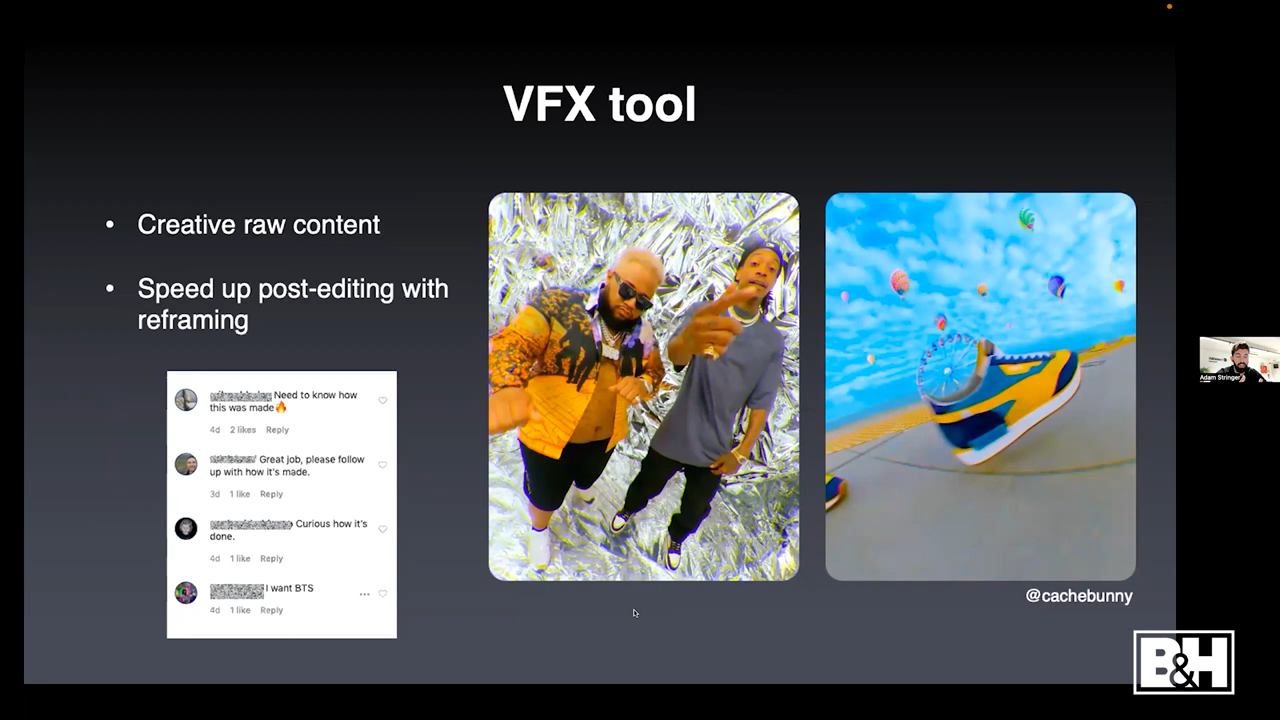 VFX tool
• Creative raw content
• Speed up post-editing with
reframing
Need to know how
this was made🔥
4d 2 likes Reply
Great job, please follow
up with how it's made.
3d 1 like Reply
Curious how it's
done.
4d 1 like Reply
I want BTS
4d 1 like Reply
@cachebunny
Adam Stringer
B&H